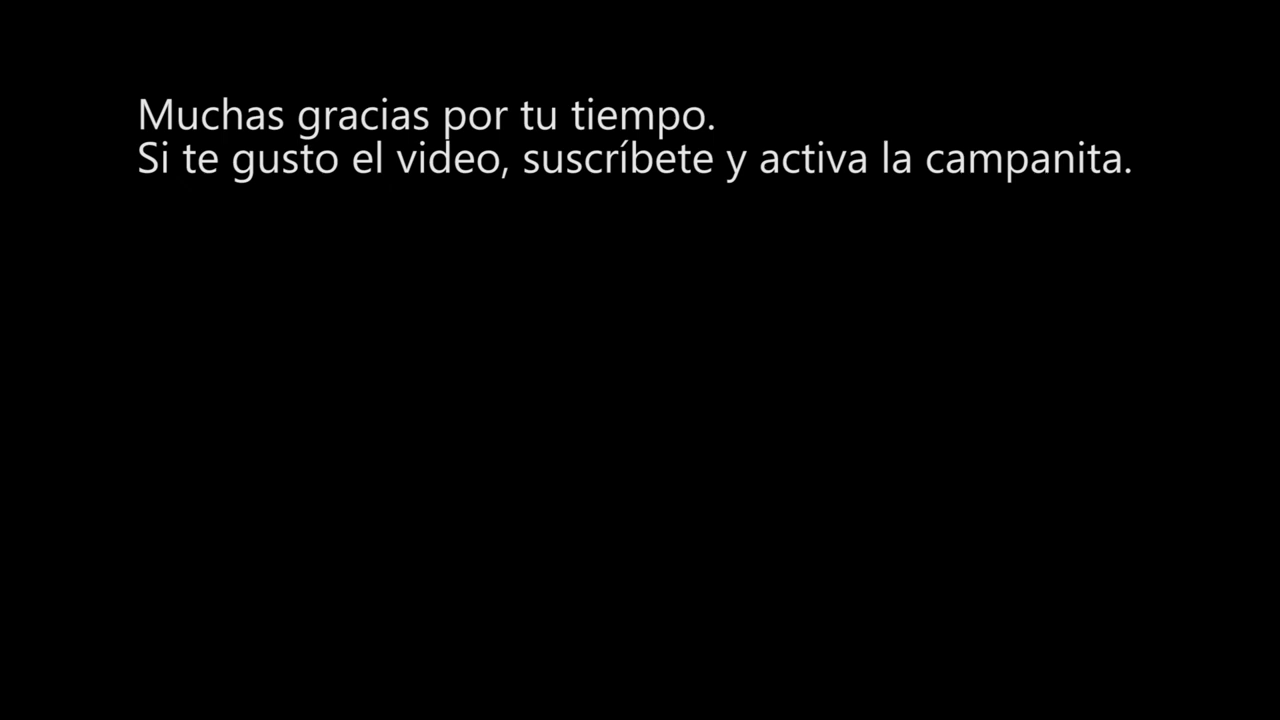 Muchas gracias por tu tiempo.
Si te gusto el video, suscríbete y activa la campanita.